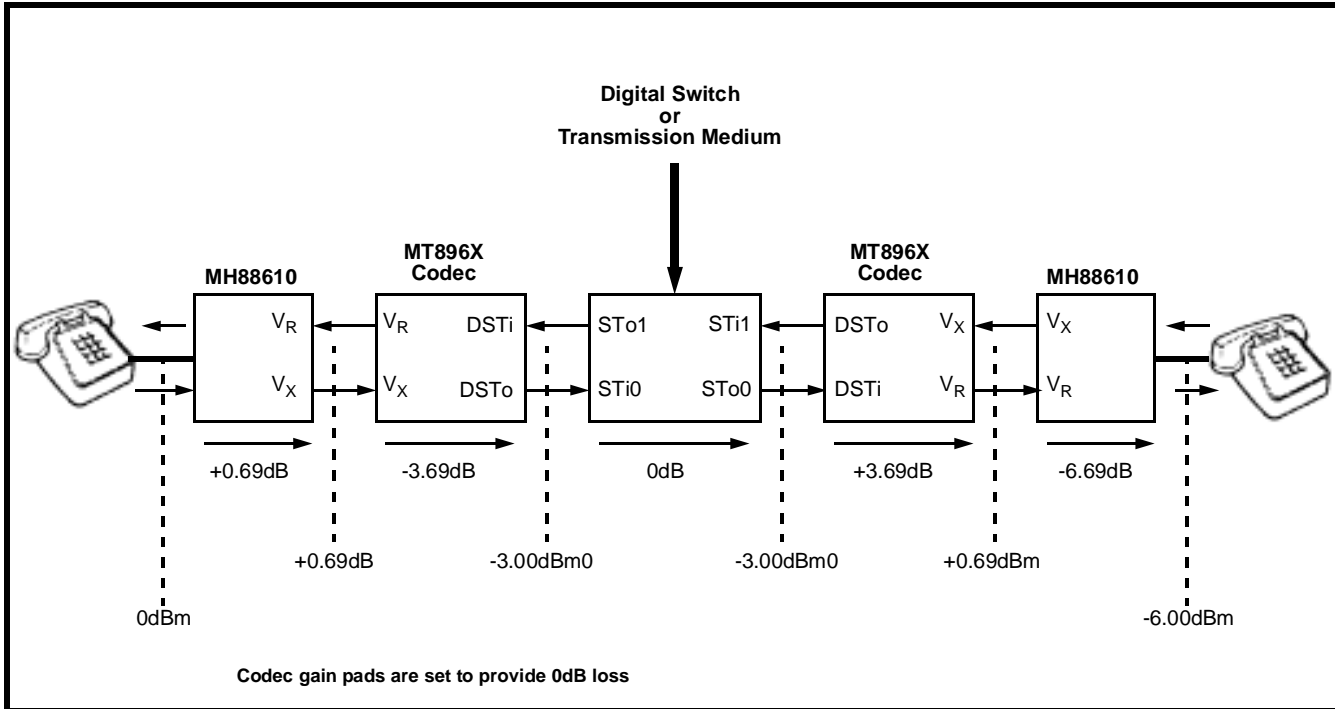 Digital Switch
or
Transmission Medium
MT896X
Codec
MT896X
Codec
MH88610
MH88610
VR
VR
DSTi
STo1
STi1
DSTo
VX
VX
VX
VX
DSTo
STi0
STo0
DSTi
VR
VR
+0.69dB
-3.69dB
0dB
+3.69dB
-6.69dB
+0.69dB
-3.00dBm0
-3.00dBm0
+0.69dBm
0dBm
-6.00dBm
Codec gain pads are set to provide 0dB loss